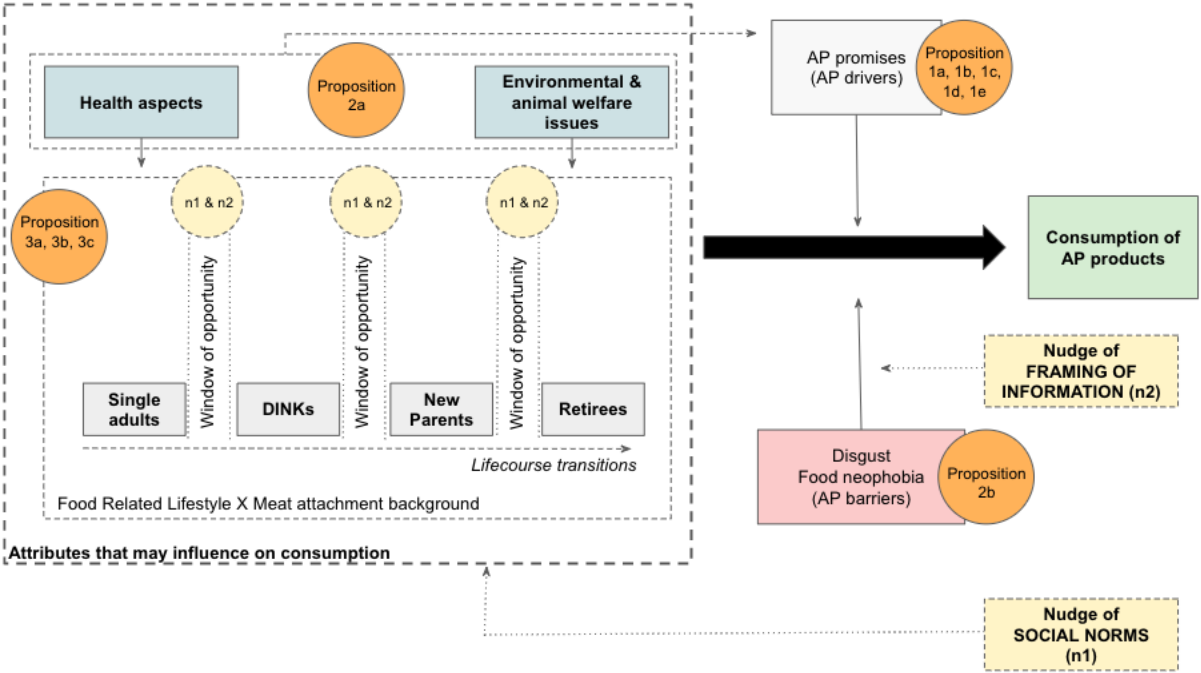 Health aspects
Proposition
2a
Environmental &
animal welfare
issues
AP promises
(AP drivers)
Proposition
1a, 1b, 1c,
1d, 1e
Proposition
3a, 3b, 3c
n1 & n2
n1 & n2
n1 & n2
Window of opportunity
Window of opportunity
Window of opportunity
Single
adults
DINKs
New
Parents
Retirees
Lifecourse transitions
Food Related Lifestyle X Meat attachment background
Attributes that may influence on consumption
Consumption of
AP products
Nudge of
FRAMING OF
INFORMATION (n2)
Disgust
Food neophobia
(AP barriers)
Proposition
2b
Nudge of
SOCIAL NORMS
(n1)